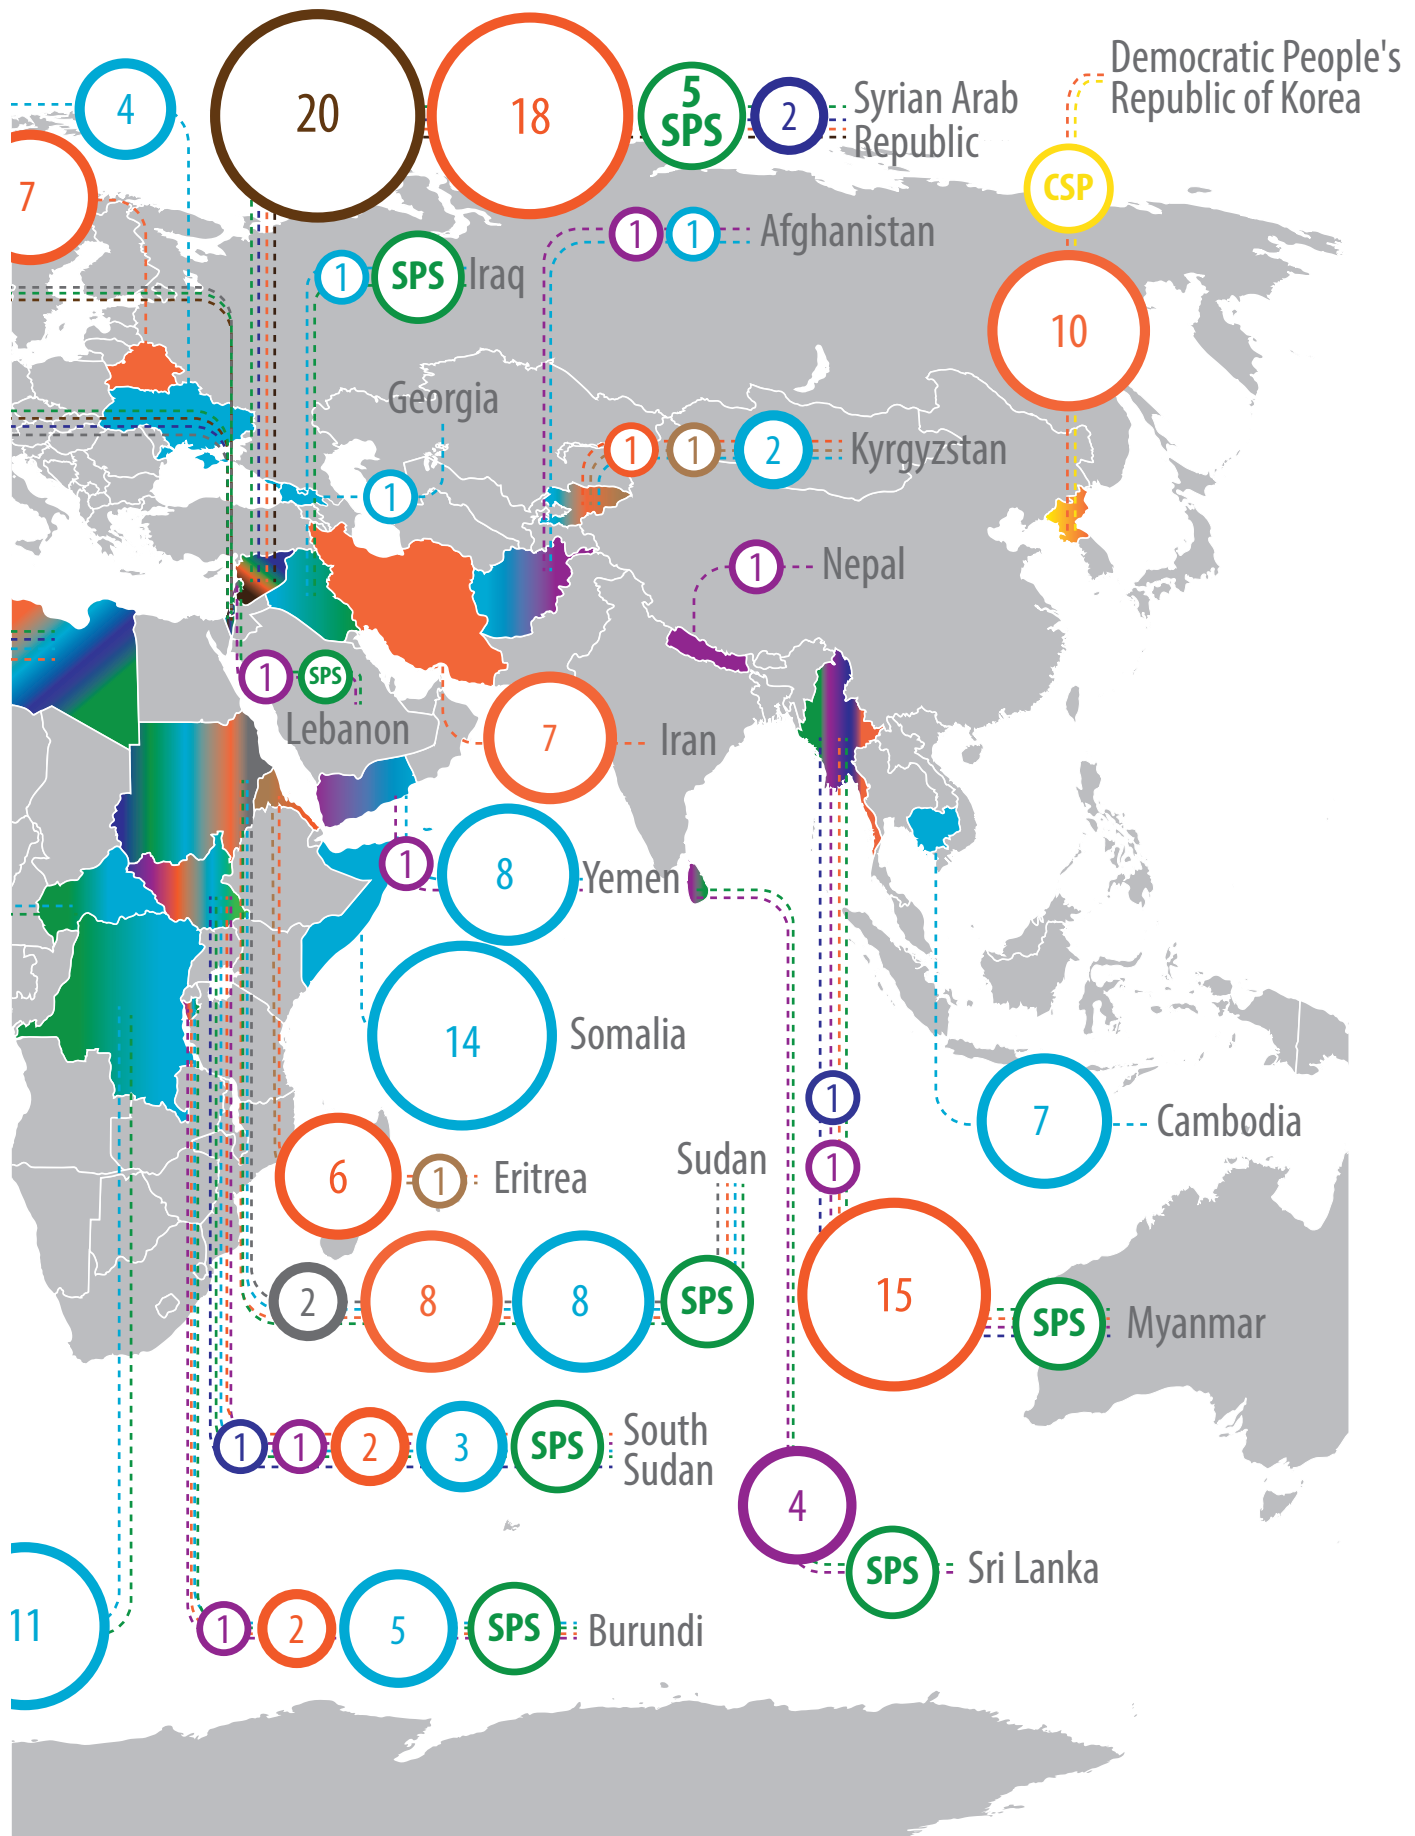 Democratic People's
Republic of Korea
4
20
18
5
SPS
2
Syrian Arab
Republic
7
CSP
1
1
Afghanistan
1
SPS
Iraq
10
Georgia
1
1
1
2
Kyrgyzstan
1
Nepal
1
SPS
Lebanon
7
Iran
1
8
Yemen
14
Somalia
1
7
Cambodia
1
6
1
Eritrea
Sudan
2
8
8
SPS
15
SPS
Myanmar
1
1
2
3
SPS
South
Sudan
4
SPS
Sri Lanka
11
1
2
5
SPS
Burundi